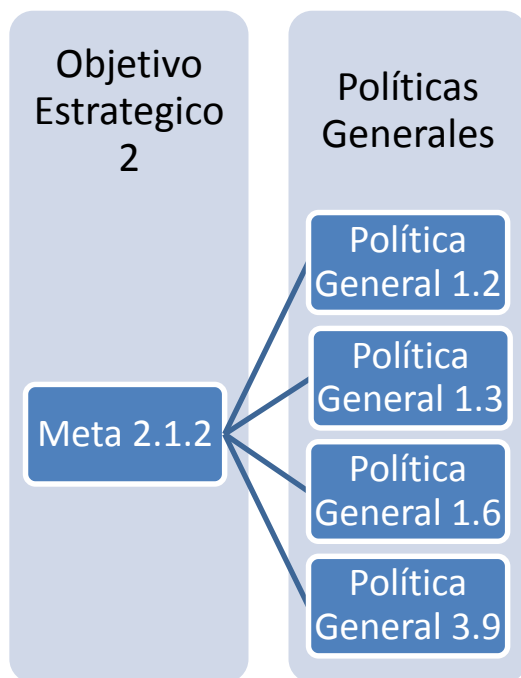 Objetivo
Estrategico
2
Meta 2.1.2
Políticas
Generales
Política
General 1.2
Política
General 1.3
Política
General 1.6
Política
General 3.9